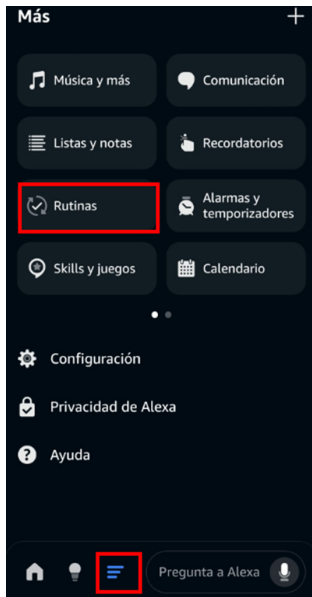 Más
Música y más
Comunicación
Listas y notas
Recordatorios
Rutinas
Alarmas y
temporizadores
Skills y juegos
Calendario
Configuración
Privacidad de Alexa
Ayuda
Pregunta a Alexa